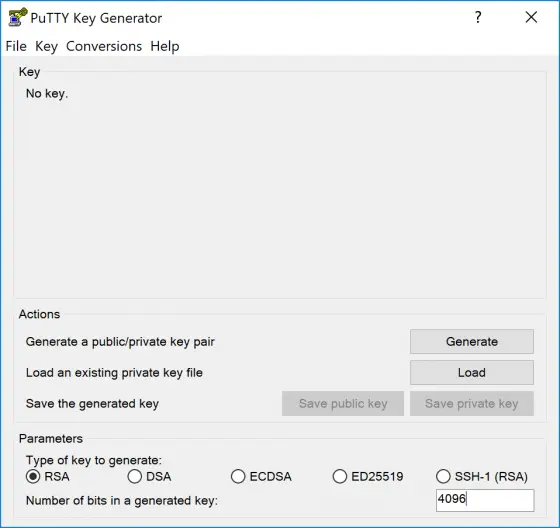 PuTTY Key Generator ?
File Key Conversions Help
Key
No key.
Actions
Generate a public/private key pair Generate
Load an existing private key file Load
Save the generated key Save public key Save private key
Parameters
Type of key to generate:
RSA DSA ECDSA ED25519 SSH-1 (RSA)
Number of bits in a generated key: 4096